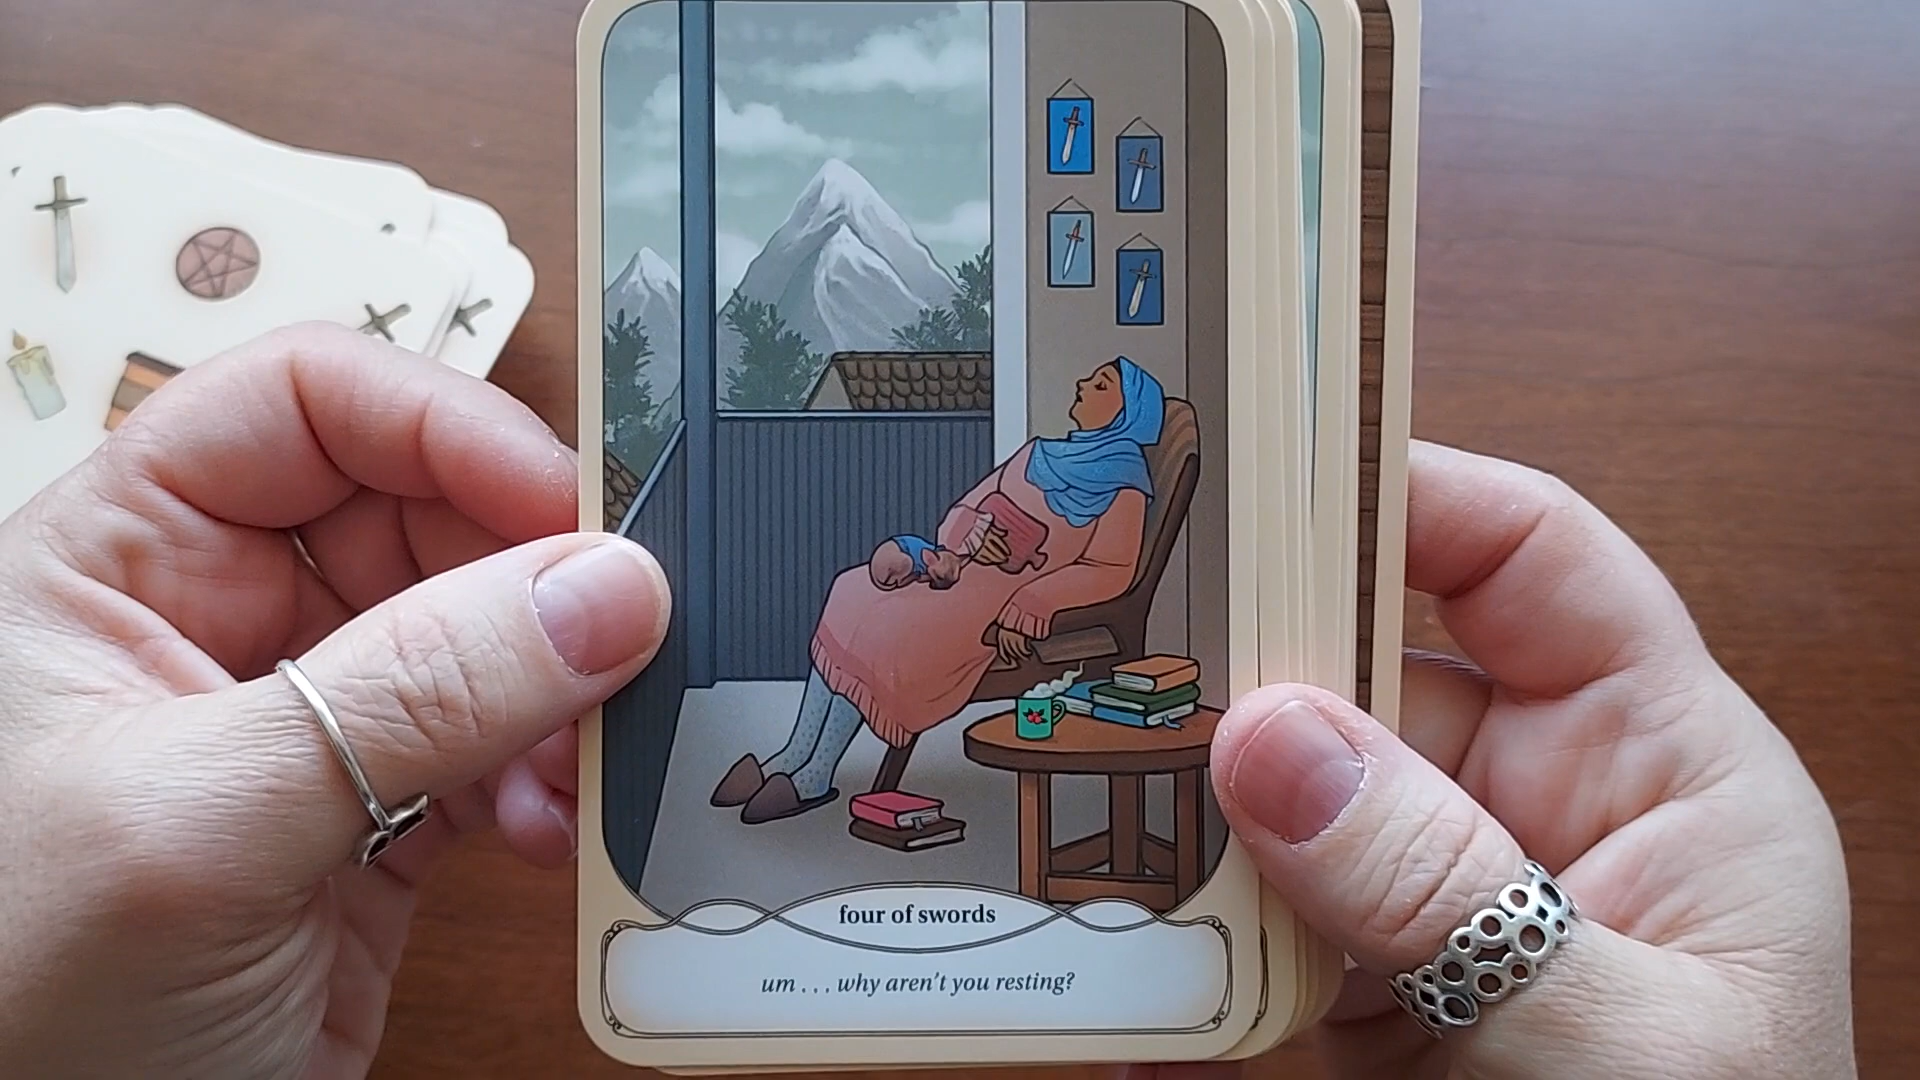 four of swords
um . . . why aren't you resting?